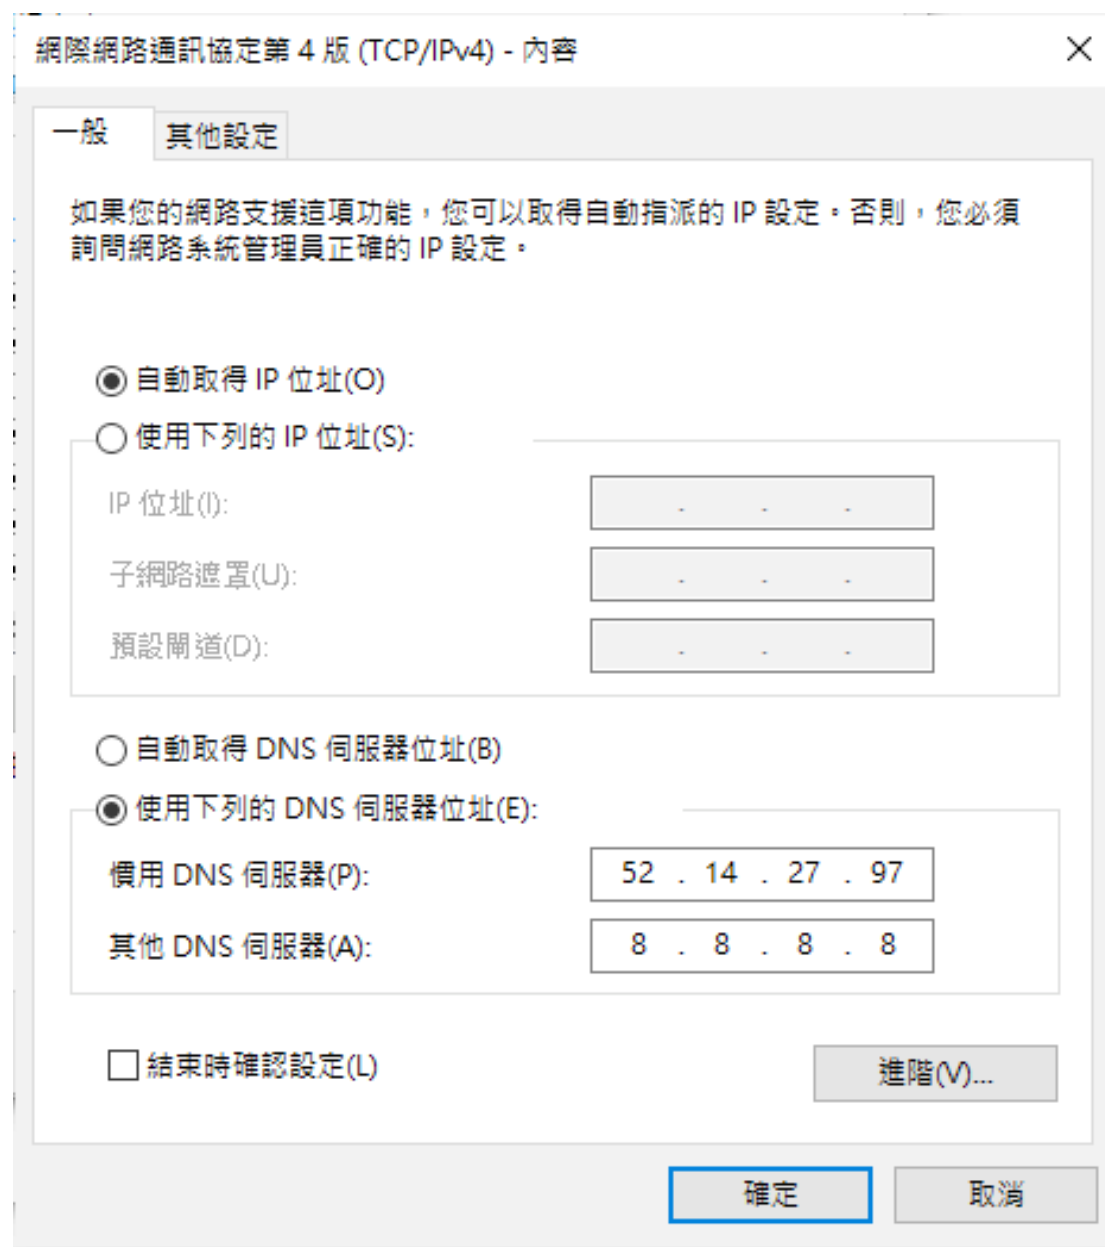 網際網路通訊協定第 4 版 (TCP/IPv4) - 內容
一般
其他設定
如果您的網路支援這項功能，您可以取得自動指派的 IP 設定。否則，您必須
詢問網路系統管理員正確的 IP 設定。
自動取得 IP 位址(O)
使用下列的 IP 位址(S):
IP 位址(I):
子網路遮罩(U):
預設閘道(D):
自動取得 DNS 伺服器位址(B)
使用下列的 DNS 伺服器位址(E):
慣用 DNS 伺服器(P): 52 . 14 . 27 . 97
其他 DNS 伺服器(A): 8 . 8 . 8 . 8
結束時確認設定(L)
進階(V)...
確定
取消